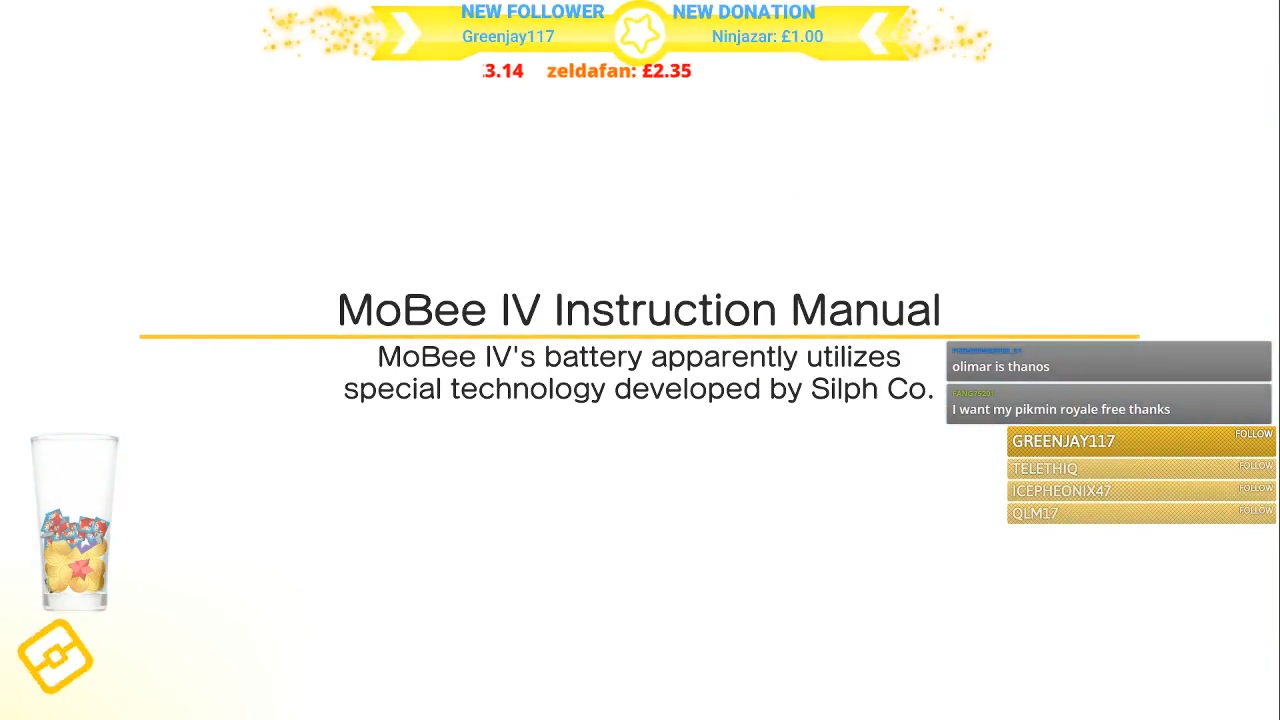 NEW FOLLOWER
Greenjay117
NEW DONATION
Ninjazar: £1.00
3.14 zeldafan: £2.35
MoBee IV Instruction Manual
MoBee IV's battery apparently utilizes
special technology developed by Silph Co.
olimar is thanos
I want my pikmin royale free thanks
GREENJAY117 FOLLOW
TELETHIQ FOLLOW
ICEPHEONIX47 FOLLOW
QLM17 FOLLOW